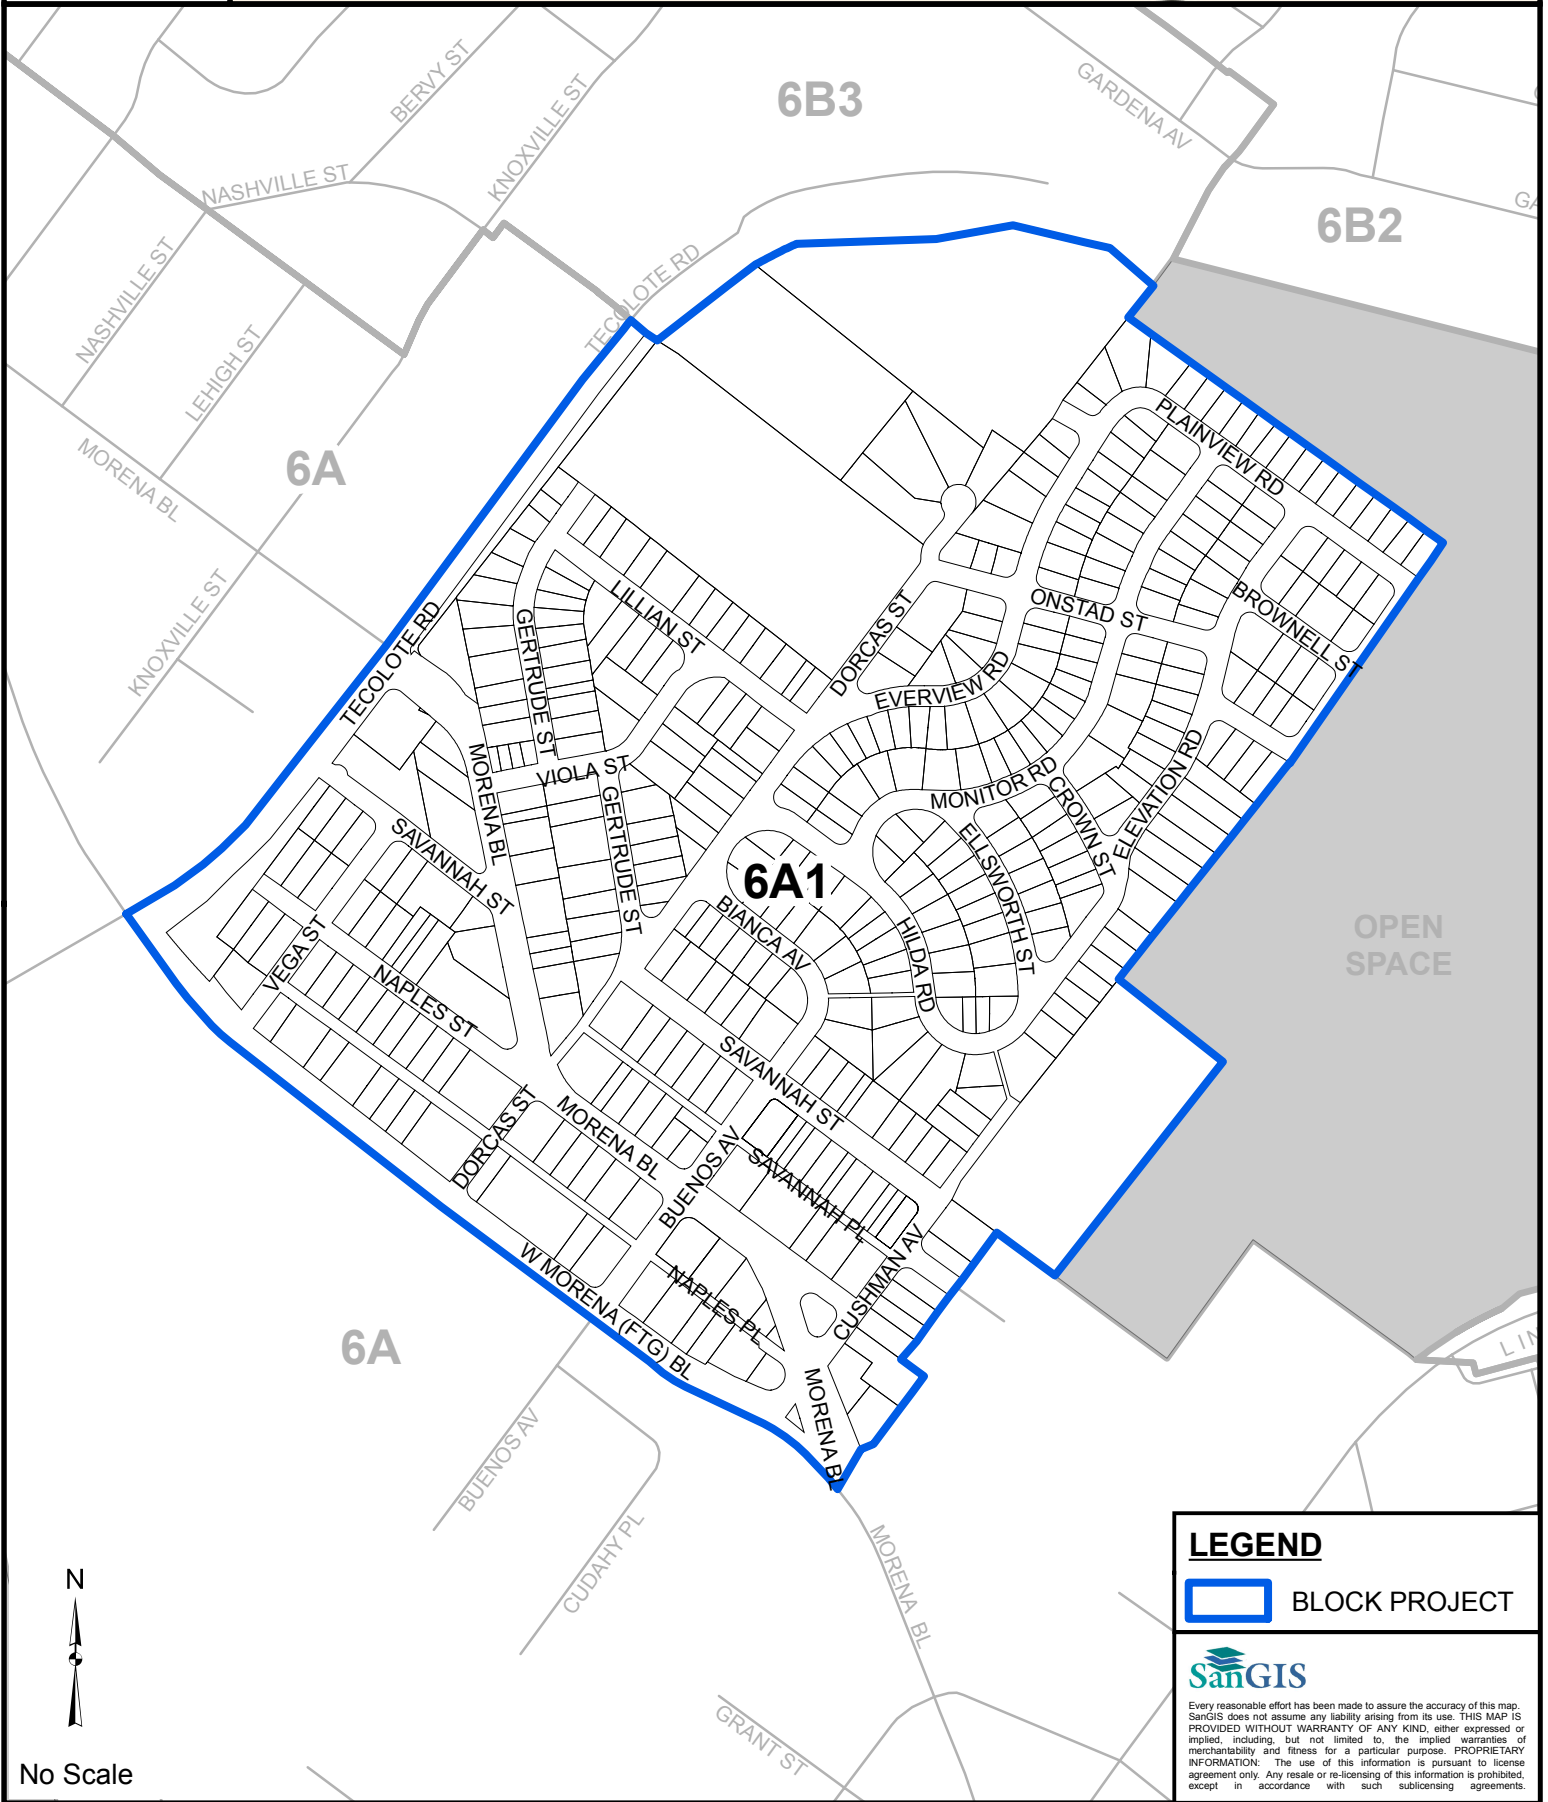 6B3
BERVY ST
KNOXVILLE ST
GARDENA AV
NASHVILLE ST
6B2
NASHVILLE ST
TECOLOTE RD
LEHIGH ST
MORENA BL
6A
PLAINVIEW RD
KNOXVILLE ST
TECOLOTE RD
GERTRUDE ST
LILLIAN ST
DORCAS ST
ONSTAD ST
BROWNELL ST
EVERVIEW RD
MORENA BL
VIOLA ST
GERTRUDE ST
MONITOR RD
CROWN ST
ELEVATION RD
SAVANNAH ST
6A1
ELLSWORTH ST
BIANCA AV
HILDA RD
OPEN
SPACE
VEGA ST
NAPLES ST
SAVANNAH ST
DORCAS ST
MORENA BL
BUENOS AV
SAVANNAH PL
CUSHMAN AV
W MORENA (FTG) BL
NAPLES PL
6A
MORENA BL
BUENOS AV
CUDAHY PL
MORENA BL
GRANT ST
N
No Scale
LEGEND
BLOCK PROJECT
SanGIS
Every reasonable effort has been made to assure the accuracy of this map.
SanGIS does not assume any liability arising from its use. THIS MAP IS
PROVIDED WITHOUT WARRANTY OF ANY KIND, either expressed or
implied, including, but not limited to, the implied warranties of
merchantability and fitness for a particular purpose. PROPRIETARY
INFORMATION: The use of this information is pursuant to license
agreement only. Any resale or re-licensing of this information is prohibited,
except in accordance with such sublicensing agreements.